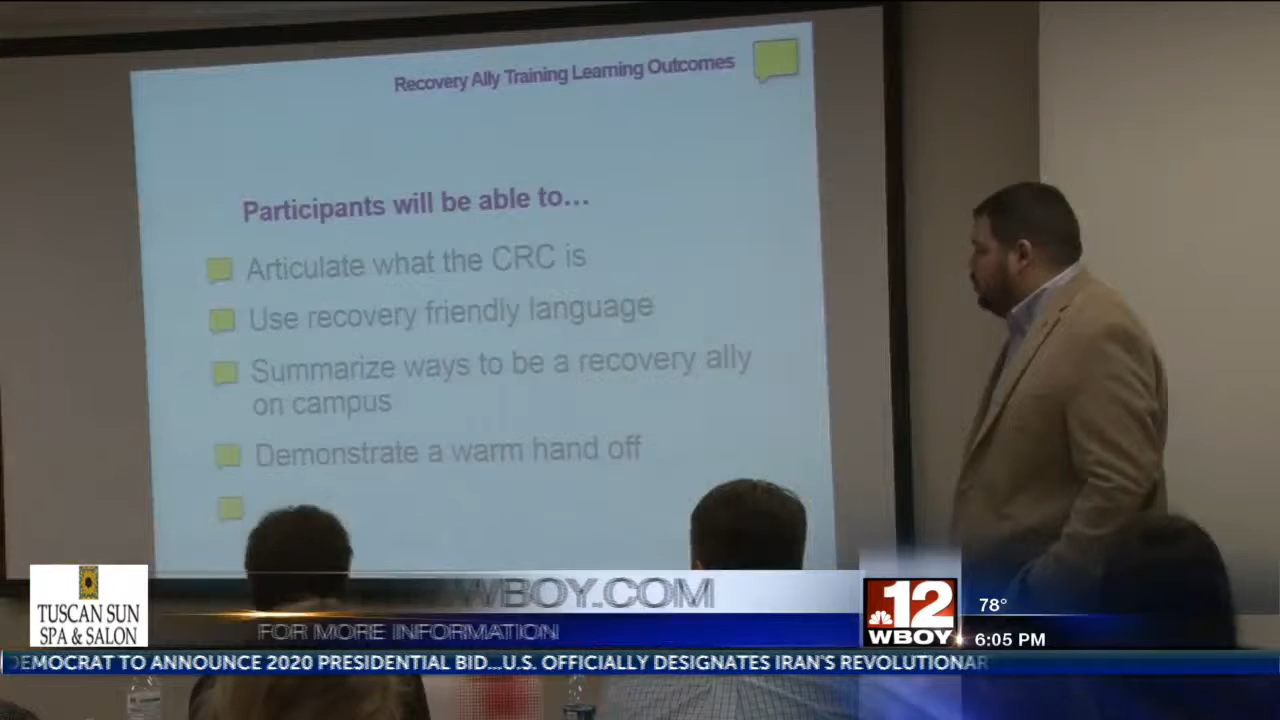 Recovery Ally Training Learning Outcomes
Participants will be able to...
Articulate what the CRC is
Use recovery friendly language
Summarize ways to be a recovery ally
on campus
Demonstrate a warm hand off
TUSCAN SUN
SPA & SALON
WBOY.COM
FOR MORE INFORMATION
12
WBOY
78°
6:05 PM
EMOCRAT TO ANNOUNCE 2020 PRESIDENTIAL BID...U.S. OFFICIALLY DESIGNATES IRAN'S REVOLUTIONAR